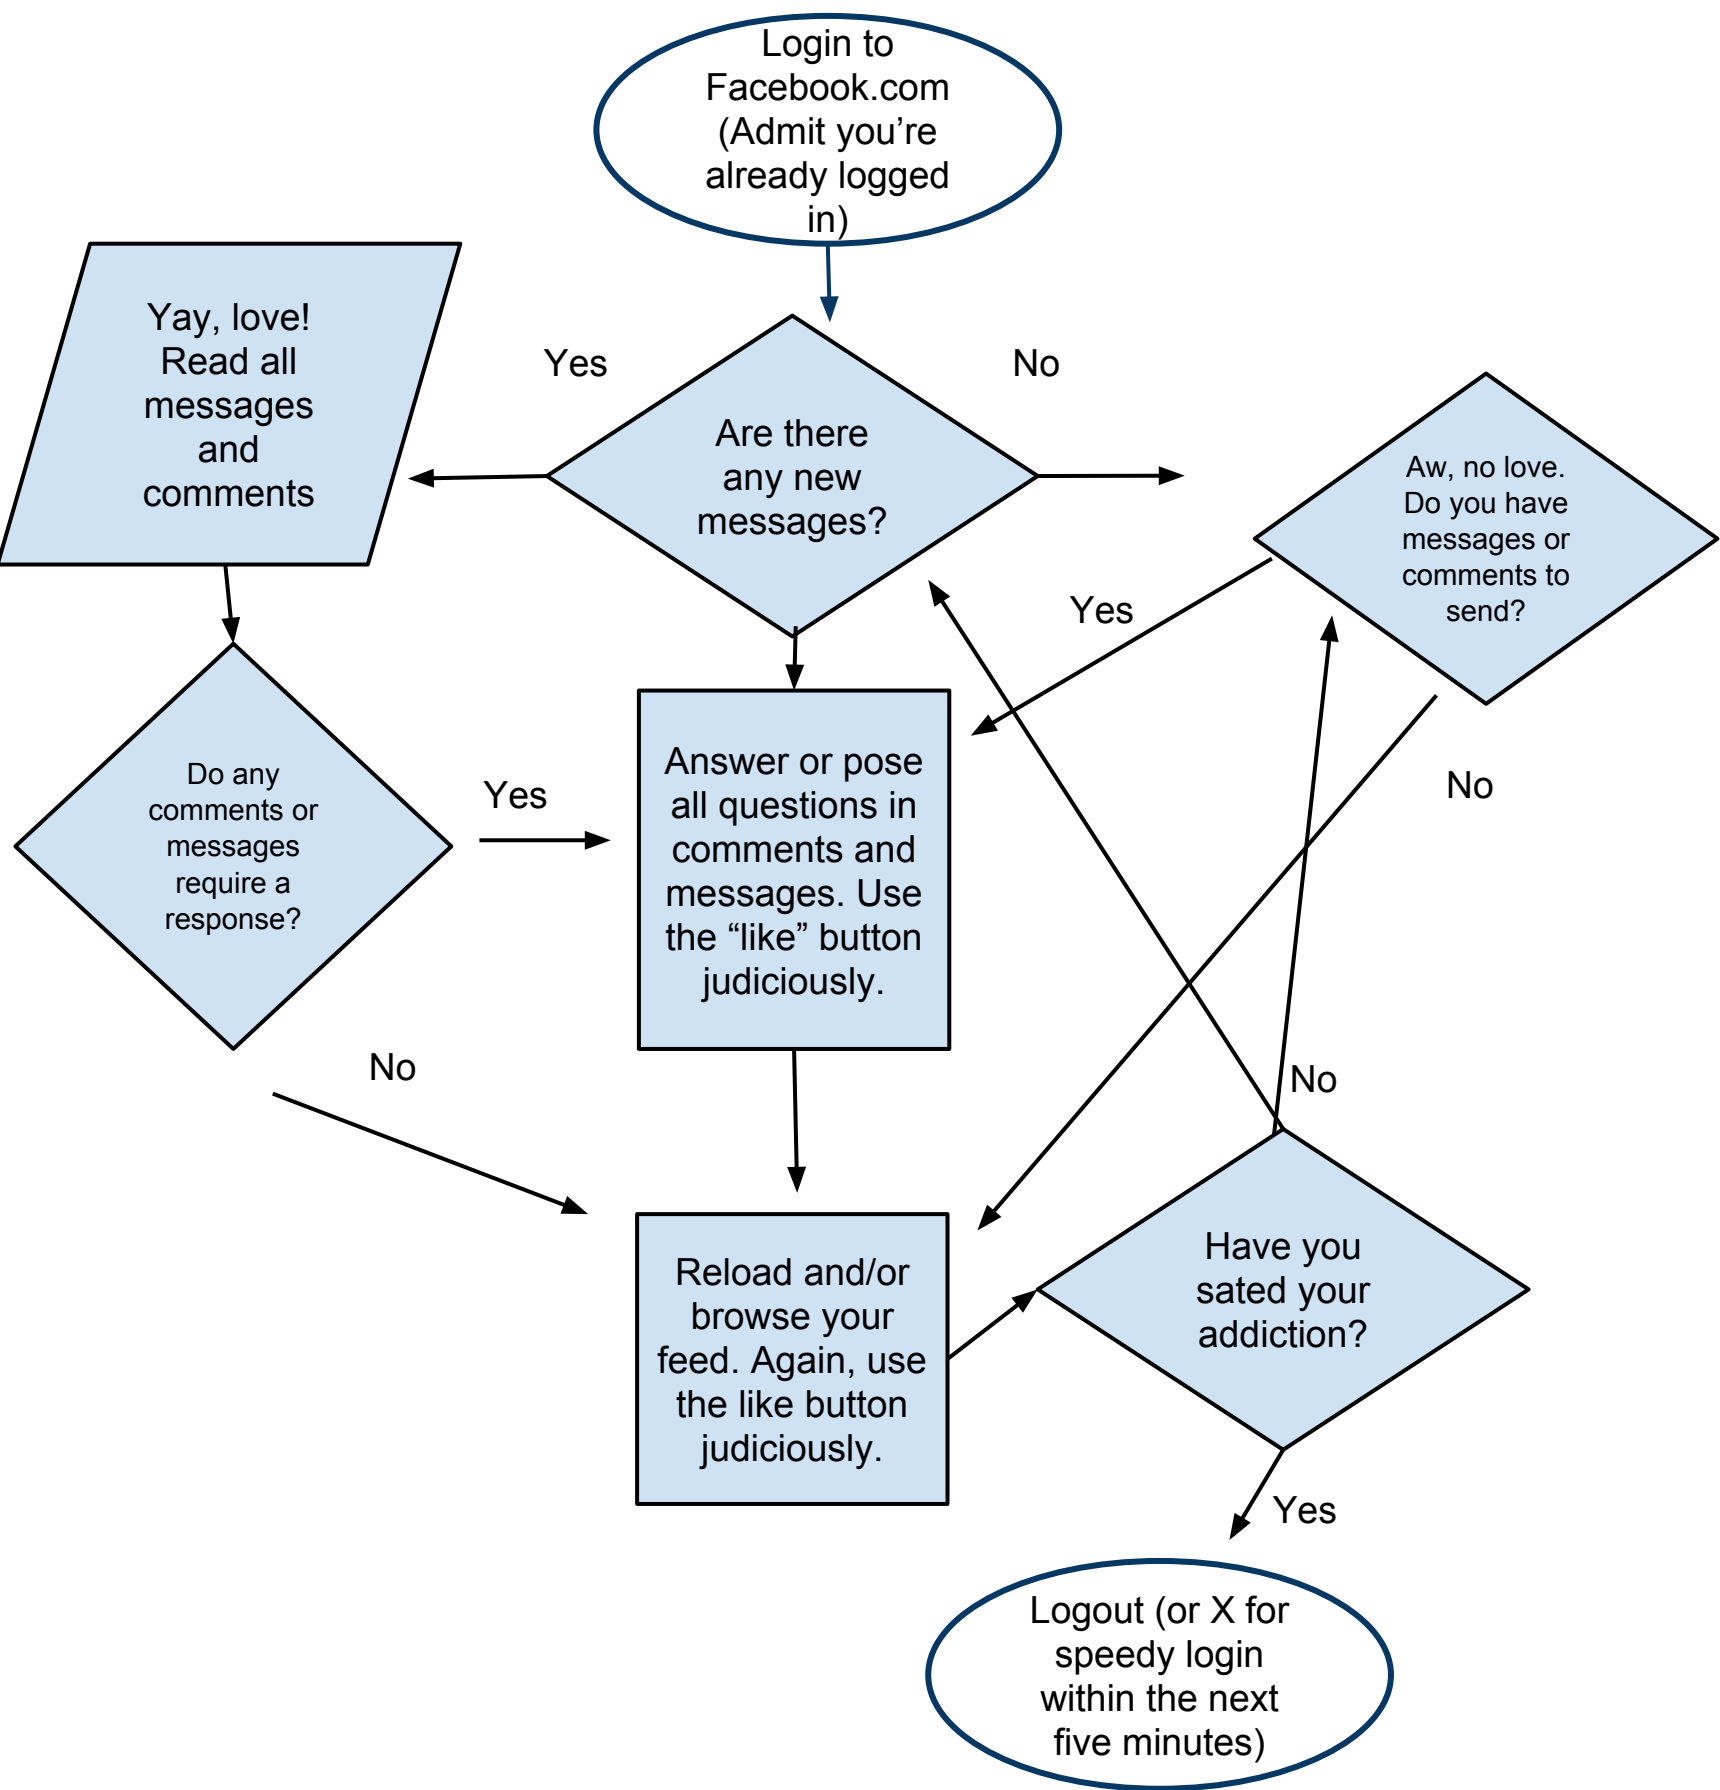 Login to
Facebook.com
(Admit you’re
already logged
in)
Yay, love!
Read all
messages
and
comments
Yes
No
Are there
any new
messages?
Aw, no love.
Do you have
messages or
comments to
send?
Yes
Do any
comments or
messages
require a
response?
Yes
Answer or pose
all questions in
comments and
messages. Use
the “like” button
judiciously.
No
No
No
Reload and/or
browse your
feed. Again, use
the like button
judiciously.
Have you
sated your
addiction?
Yes
Logout (or X for
speedy login
within the next
five minutes)